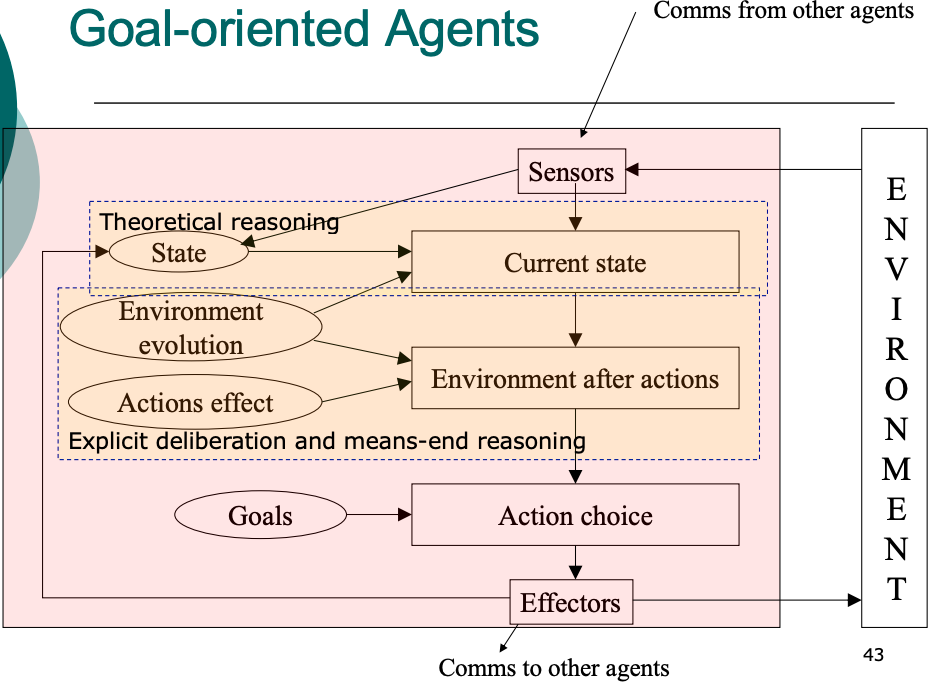 Goal-oriented Agents
Comms from other agents
Sensors
Theoretical reasoning
State
Current state
Environment
evolution
Environment after actions
Actions effect
Explicit deliberation and means-end reasoning
Goals
Action choice
Effectors
Comms to other agents
E
N
V
I
R
O
N
M
E
N
T
43